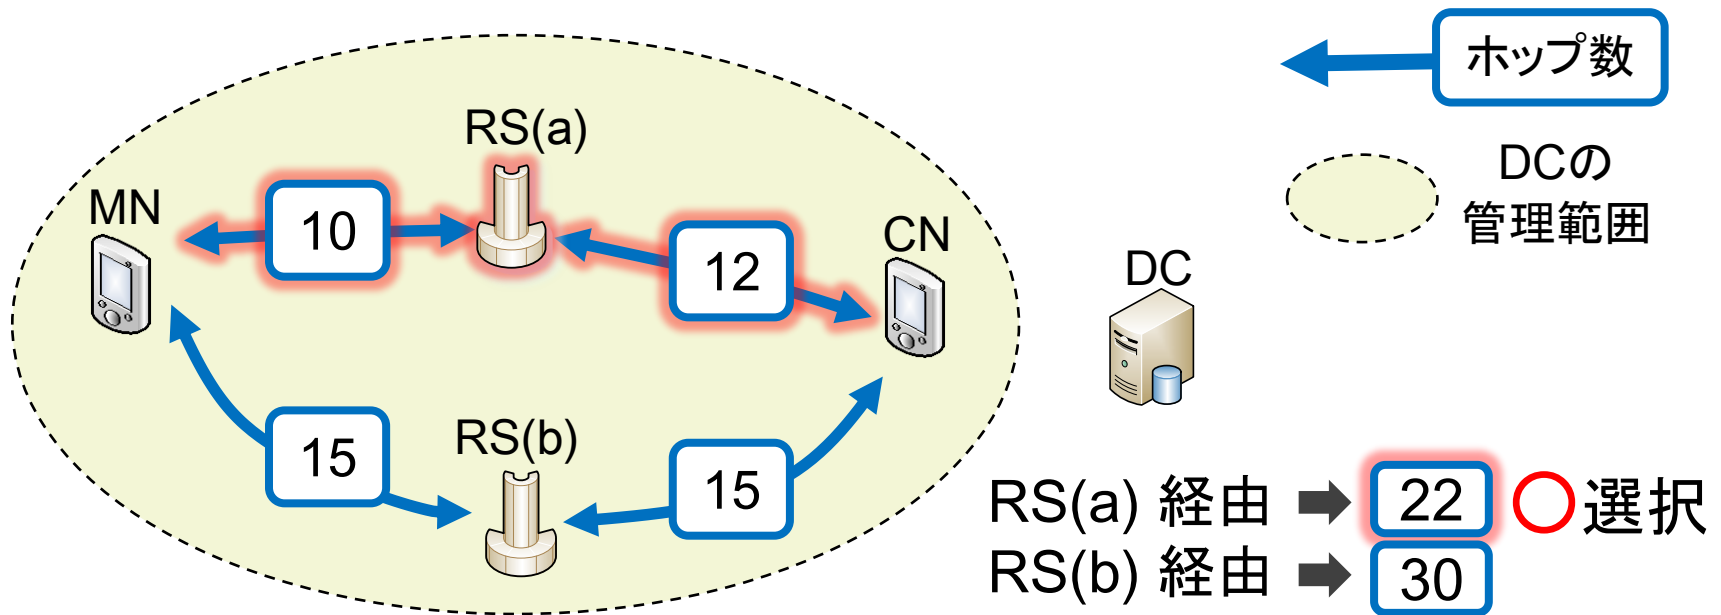 ホップ数
DCの
管理範囲
RS(a)
MN
10
12
CN
DC
15
RS(b)
15
RS(a) 経由 ➡ 22 ○選択
RS(b) 経由 ➡ 30